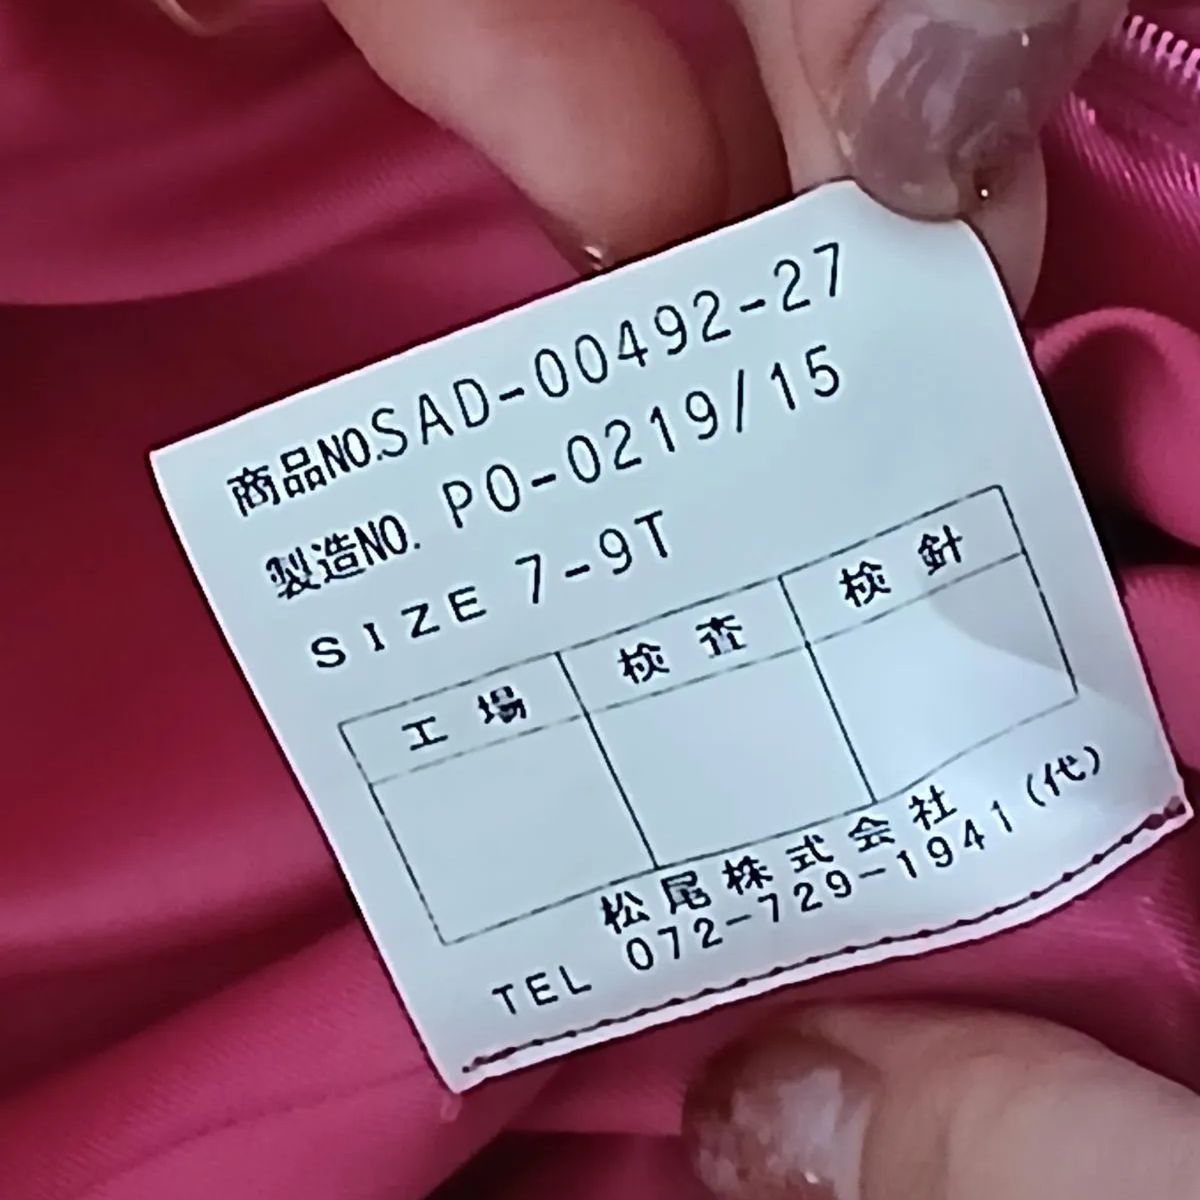 商品NO.SAD-00492-27
製造NO. PO-0219/15
SIZE 7-9T
工場 検査 検針
松尾株式会社
TEL 072-729-1941(代)